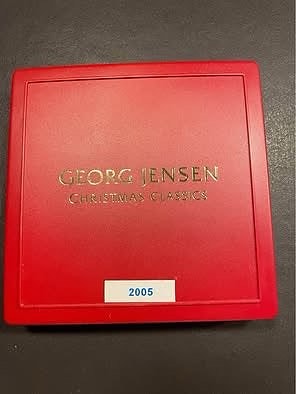 GEORG JENSEN
CHRISTMAS CLASSICS
2005